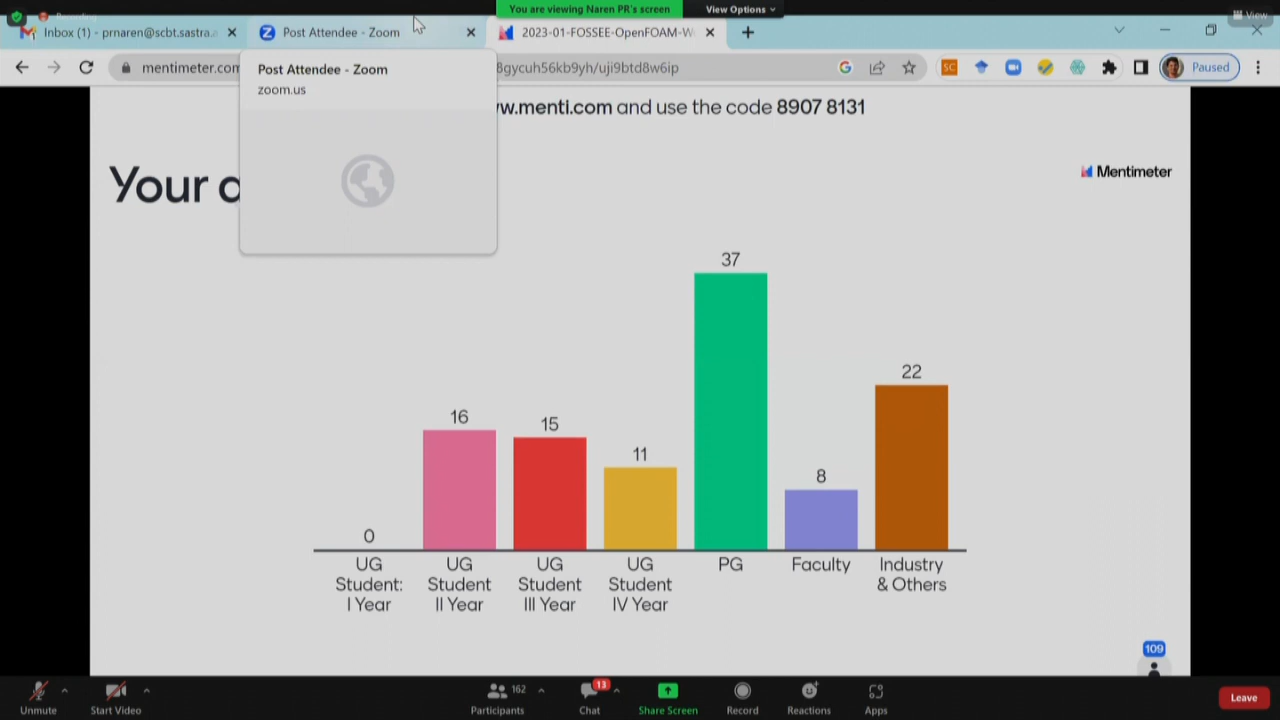 Recording
You are viewing Naren PR's screen
View Options
View
Inbox (1) - prnaren@scbt.sastra.a
Post Attendee - Zoom
2023-01-FOSSEE-OpenFOAM-W
mentimeter.com
8gycuh56kb9yh/uji9btd8w6ip
SC
Paused
Post Attendee - Zoom
zoom.us
w.menti.com and use the code 8907 8131
Your
Mentimeter
37
22
16
15
11
8
0
UG Student: I Year
UG Student II Year
UG Student III Year
UG Student IV Year
PG
Faculty
Industry & Others
109
Unmute
Start Video
162
Participants
13
Chat
Share Screen
Record
Reactions
Apps
Leave